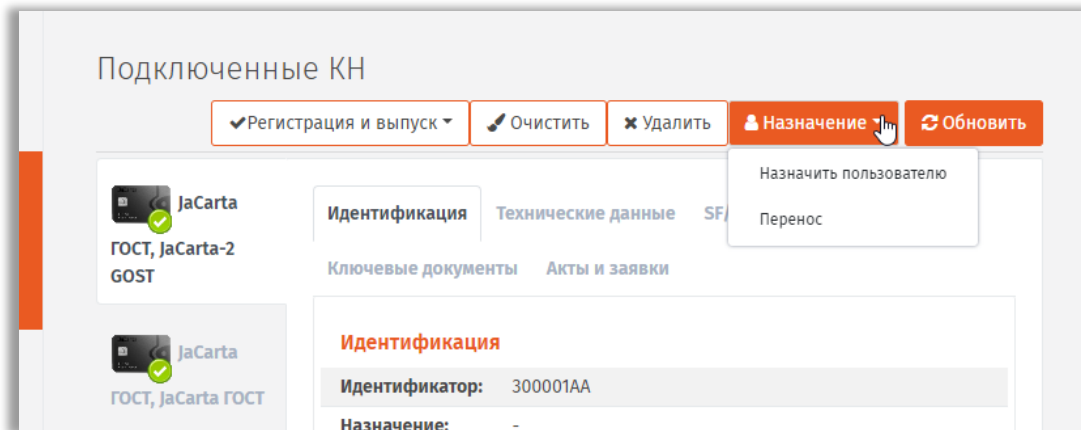 Подключенные КН
Регистрация и выпуск Очистить Удалить Назначение Обновить
Назначить пользователю
Перенос
JaCarta
ГОСТ, JaCarta-2
GOST
Идентификация Технические данные SF/
Ключевые документы Акты и заявки
JaCarta
ГОСТ, JaCarta ГОСТ
Идентификация
Идентификатор: 300001AA
Назначение: -